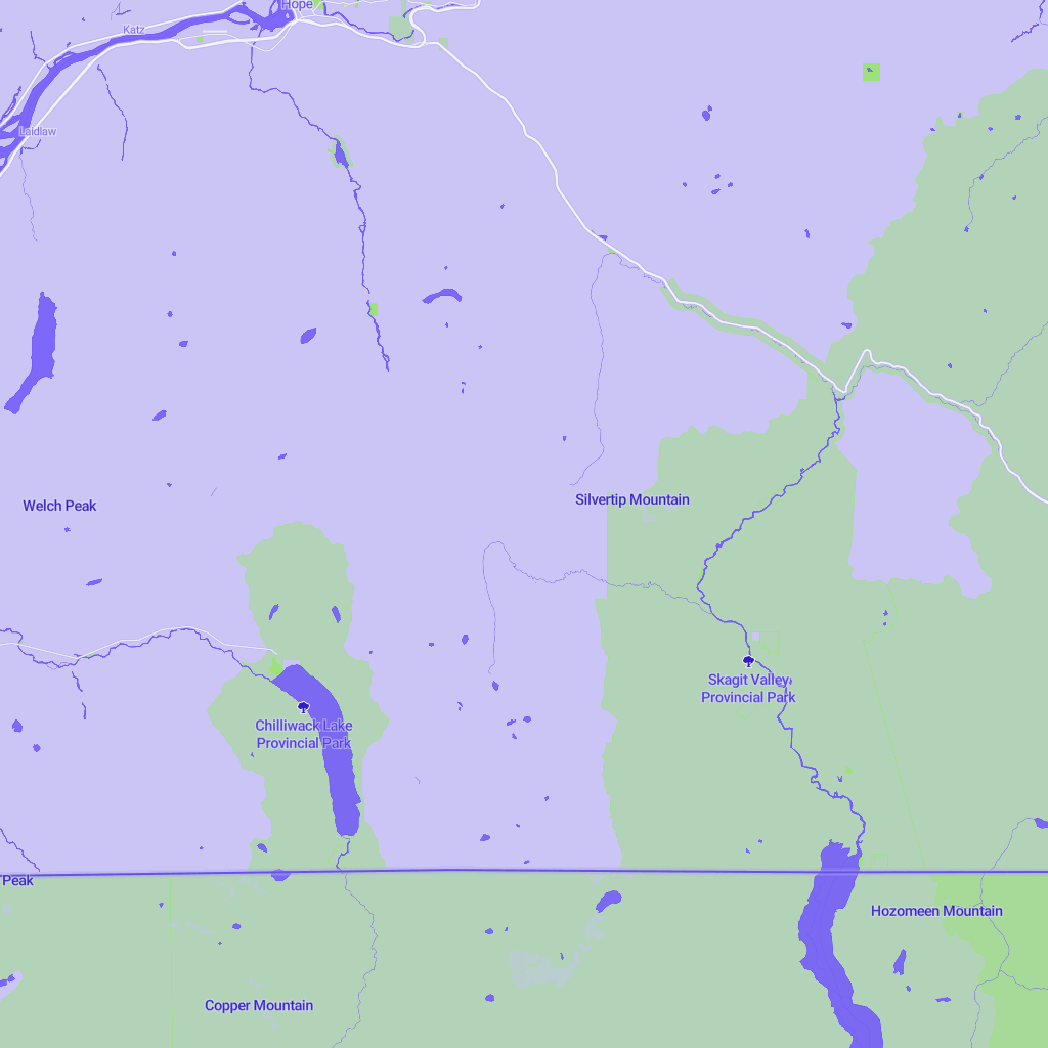 Hope
Katz
Laidlaw
Welch Peak
Silvertip Mountain
Skagit Valley
Provincial Park
Chilliwack Lake
Provincial Park
Peak
Hozomeen Mountain
Copper Mountain